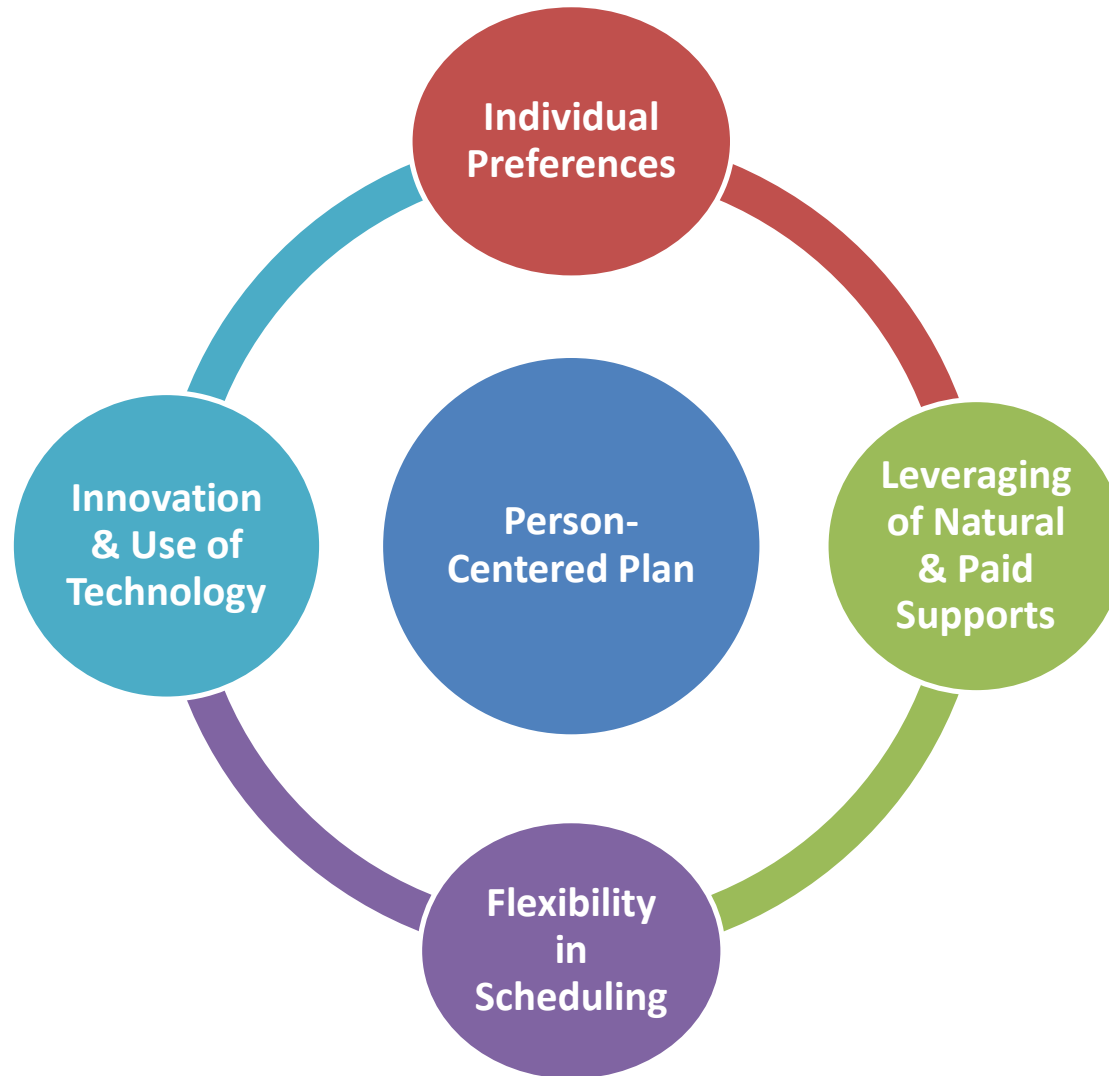 Individual
Preferences
Innovation
& Use of
Technology
Person-
Centered Plan
Leveraging
of Natural
& Paid
Supports
Flexibility
in
Scheduling